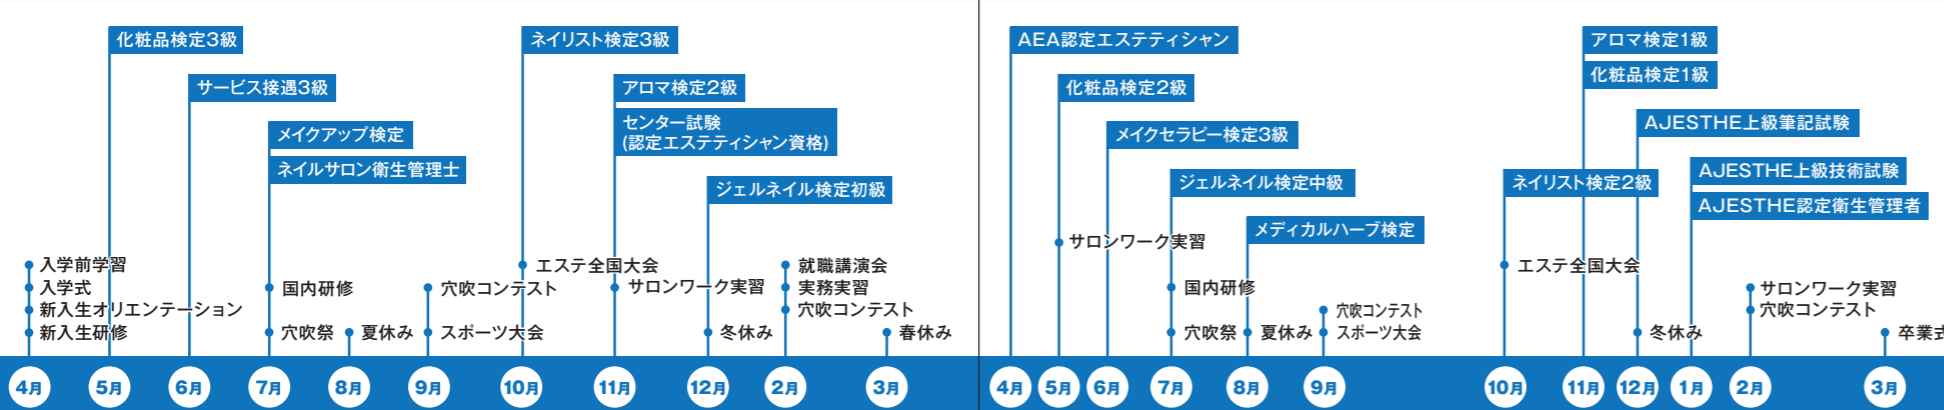 化粧品検定3級
サービス接遇3級
メイクアップ検定
ネイルサロン衛生管理士
ネイリスト検定3級
アロマ検定2級
センター試験
(認定エステティシャン資格)
ジェルネイル検定初級
入学前学習
入学式
新入生オリエンテーション
新入生研修
国内研修
穴吹祭
夏休み
穴吹コンテスト
スポーツ大会
エステ全国大会
サロンワーク実習
冬休み
就職講演会
実務実習
穴吹コンテスト
春休み
4月
5月
6月
7月
8月
9月
10月
11月
12月
2月
3月
AEA認定エステティシャン
化粧品検定2級
メイクセラピー検定3級
ジェルネイル検定中級
メディカルハーブ検定
アロマ検定1級
化粧品検定1級
AJESTHE上級筆記試験
ネイリスト検定2級
AJESTHE上級技術試験
AJESTHE認定衛生管理者
サロンワーク実習
国内研修
穴吹祭
夏休み
穴吹コンテスト
スポーツ大会
エステ全国大会
冬休み
サロンワーク実習
穴吹コンテスト
卒業式
4月
5月
6月
7月
8月
9月
10月
11月
12月
1月
2月
3月